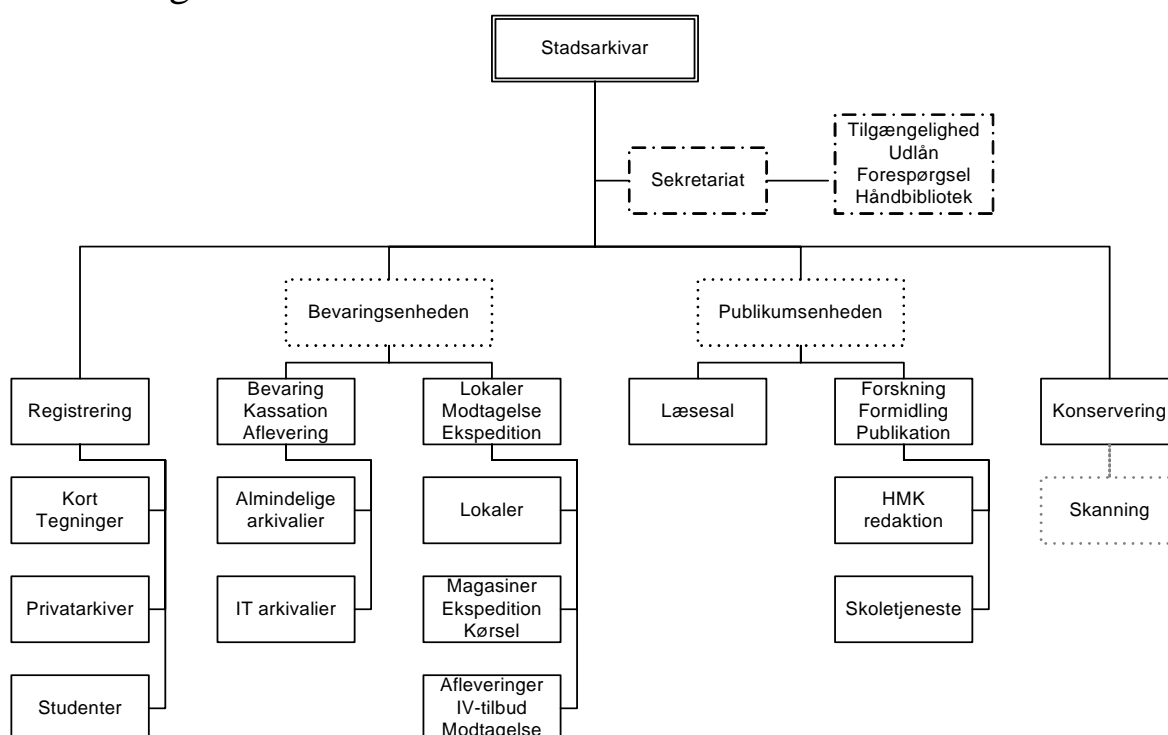 Stadsarkivar
Tilgængelighed
Udlån
Forespørgsel
Håndbibliotek
Sekretariat
Bevaringsenheden
Publikumsenheden
Registrering
Bevaring
Kassation
Aflevering
Lokaler
Modtagelse
Ekspedition
Læsesal
Forskning
Formidling
Publikation
Konservering
Kort
Tegninger
Almindelige
arkivalier
Lokaler
HMK
redaktion
Skanning
Privatarkiver
IT arkivalier
Magasiner
Ekspedition
Kørsel
Skoletjeneste
Studenter
Afleveringer
IV-tilbud
Modtagelse